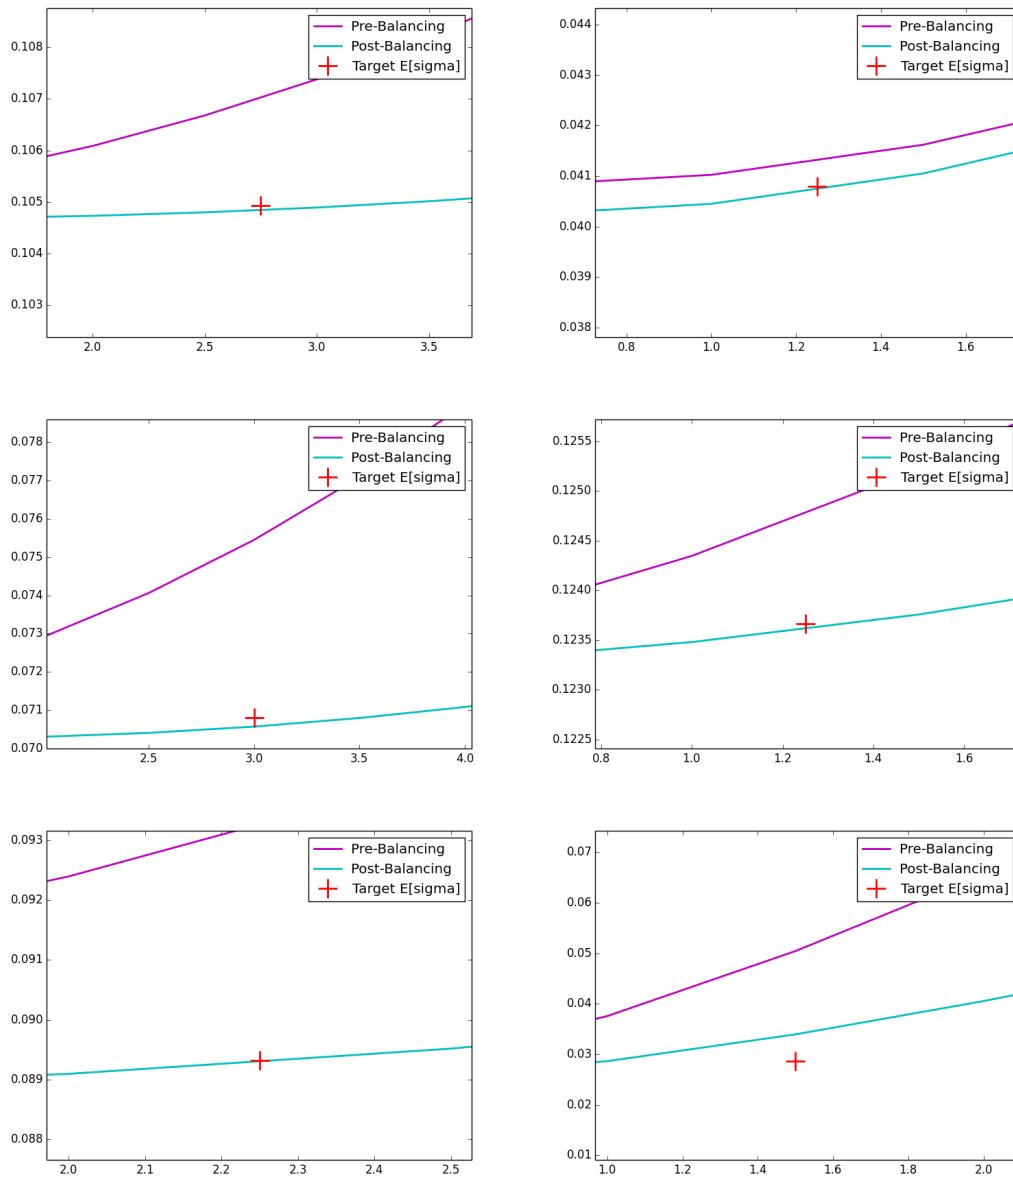 0.108
0.107
0.106
0.105
0.104
0.103
2.0 2.5 3.0 3.5
Pre-Balancing
Post-Balancing
Target E[sigma]
0.044
0.043
0.042
0.041
0.040
0.039
0.038
0.8 1.0 1.2 1.4 1.6
Pre-Balancing
Post-Balancing
Target E[sigma]
0.078
0.077
0.076
0.075
0.074
0.073
0.072
0.071
0.070
2.5 3.0 3.5 4.0
Pre-Balancing
Post-Balancing
Target E[sigma]
0.1255
0.1250
0.1245
0.1240
0.1235
0.1230
0.1225
0.8 1.0 1.2 1.4 1.6
Pre-Balancing
Post-Balancing
Target E[sigma]
0.093
0.092
0.091
0.090
0.089
0.088
2.0 2.1 2.2 2.3 2.4 2.5
Pre-Balancing
Post-Balancing
Target E[sigma]
0.07
0.06
0.05
0.04
0.03
0.02
0.01
1.0 1.2 1.4 1.6 1.8 2.0
Pre-Balancing
Post-Balancing
Target E[sigma]